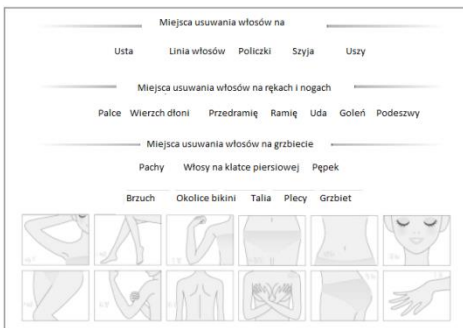 Miejsca usuwania włosów na
Usta Linia włosów Policzki Szyja Uszy
Miejsca usuwania włosów na rękach i nogach
Palce Wierzch dłoni Przedramię Ramię Uda Goleń Podeszwy
Miejsca usuwania włosów na grzbiecie
Pachy Włosy na klatce piersiowej Pępek
Brzuch Okolice bikini Talia Plecy Grzbiet